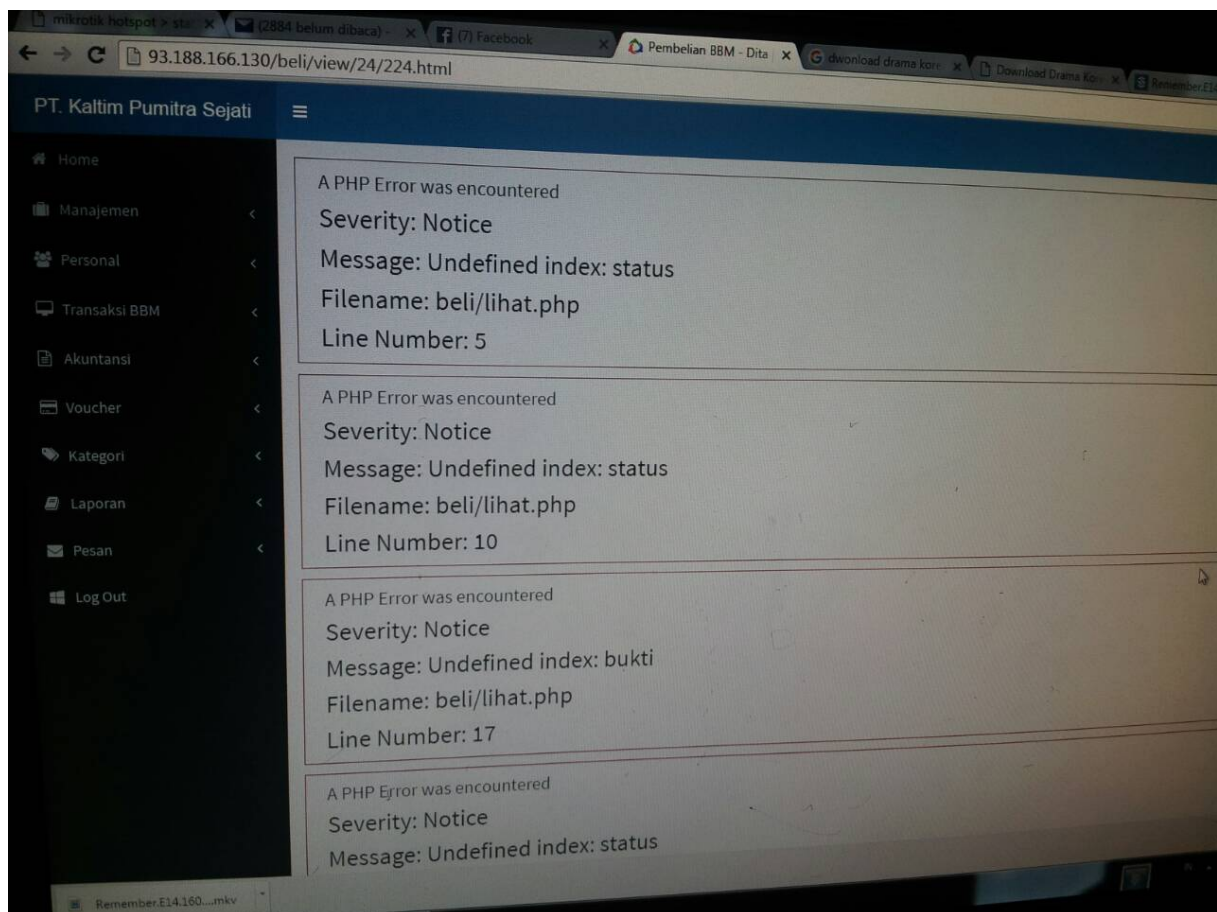 mikrotik hotspot > sta
(2884 belum dibaca) -
(7) Facebook
Pembelian BBM - Dita
dwonload drama kore
Download Drama Ko
Remember.E14
93.188.166.130/beli/view/24/224.html
PT. Kaltim Pumitra Sejati
Home
Manajemen
Personal
Transaksi BBM
Akuntansi
Voucher
Kategori
Laporan
Pesan
Log Out
A PHP Error was encountered
Severity: Notice
Message: Undefined index: status
Filename: beli/lihat.php
Line Number: 5
A PHP Error was encountered
Severity: Notice
Message: Undefined index: status
Filename: beli/lihat.php
Line Number: 10
A PHP Error was encountered
Severity: Notice
Message: Undefined index: bukti
Filename: beli/lihat.php
Line Number: 17
A PHP Error was encountered
Severity: Notice
Message: Undefined index: status
Remember.E14.160....mkv